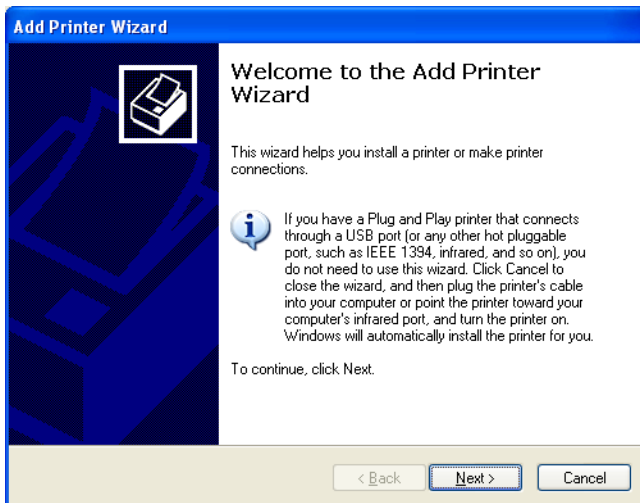 Add Printer Wizard
Welcome to the Add Printer
Wizard
This wizard helps you install a printer or make printer
connections.
If you have a Plug and Play printer that connects
through a USB port (or any other hot pluggable
port, such as IEEE 1394, infrared, and so on), you
do not need to use this wizard. Click Cancel to
close the wizard, and then plug the printer's cable
into your computer or point the printer toward your
computer's infrared port, and turn the printer on.
Windows will automatically install the printer for you.
To continue, click Next.
< Back Next > Cancel